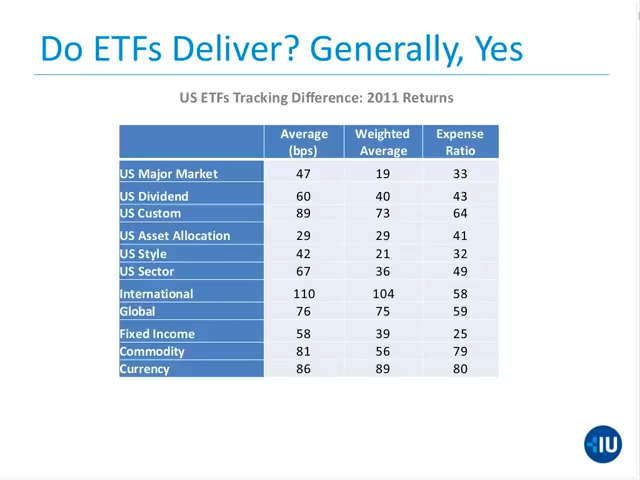 Do ETFs Deliver? Generally, Yes
US ETFs Tracking Difference: 2011 Returns
Average (bps) Weighted Average Expense Ratio
US Major Market 47 19 33
US Dividend 60 40 43
US Custom 89 73 64
US Asset Allocation 29 29 41
US Style 42 21 32
US Sector 67 36 49
International 110 104 58
Global 76 75 59
Fixed Income 58 39 25
Commodity 81 56 79
Currency 86 89 80
IU